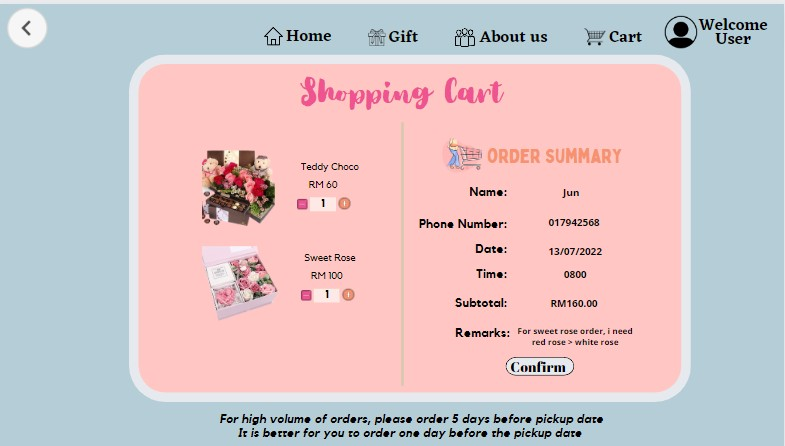 Home
Gift
About us
Cart
Welcome
User
Shopping Cart
Teddy Choco
RM 60
1
Sweet Rose
RM 100
1
ORDER SUMMARY
Name: Jun
Phone Number: 017942568
Date: 13/07/2022
Time: 0800
Subtotal: RM160.00
Remarks: For sweet rose order, i need
red rose > white rose
Confirm
For high volume of orders, please order 5 days before pickup date
It is better for you to order one day before the pickup date